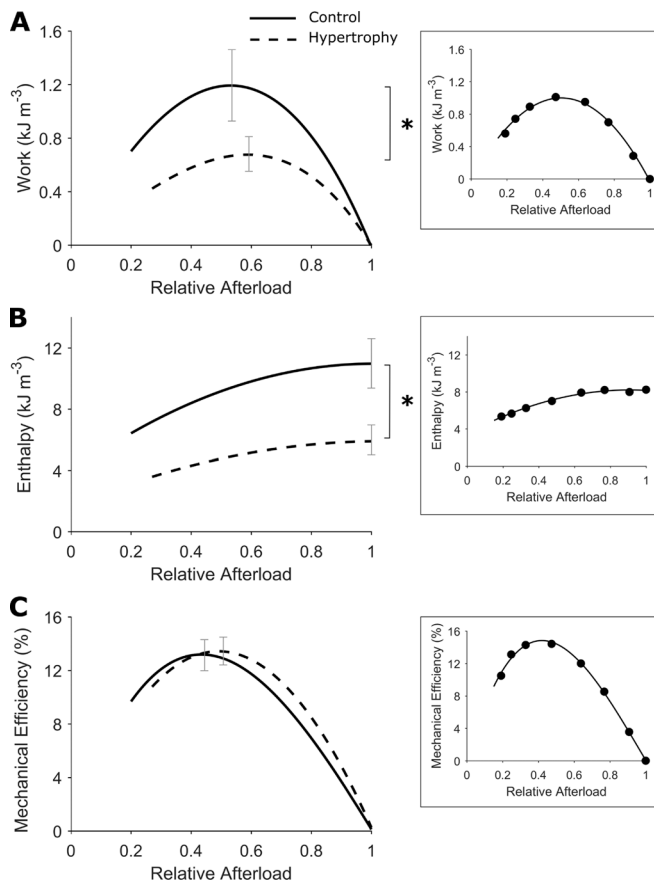 A
Control
Hypertrophy
Work (kJ m⁻³)
1.6
1.2
0.8
0.4
0
0 0.2 0.4 0.6 0.8 1
Relative Afterload
*
Work (kJ m⁻³)
1.6
1.2
0.8
0.4
0
0 0.2 0.4 0.6 0.8 1
Relative Afterload
B
Enthalpy (kJ m⁻³)
12
8
4
0
0 0.2 0.4 0.6 0.8 1
Relative Afterload
*
Enthalpy (kJ m⁻³)
12
8
4
0
0 0.2 0.4 0.6 0.8 1
Relative Afterload
C
Mechanical Efficiency (%)
16
12
8
4
0
0 0.2 0.4 0.6 0.8 1
Relative Afterload
Mechanical Efficiency (%)
16
12
8
4
0
0 0.2 0.4 0.6 0.8 1
Relative Afterload